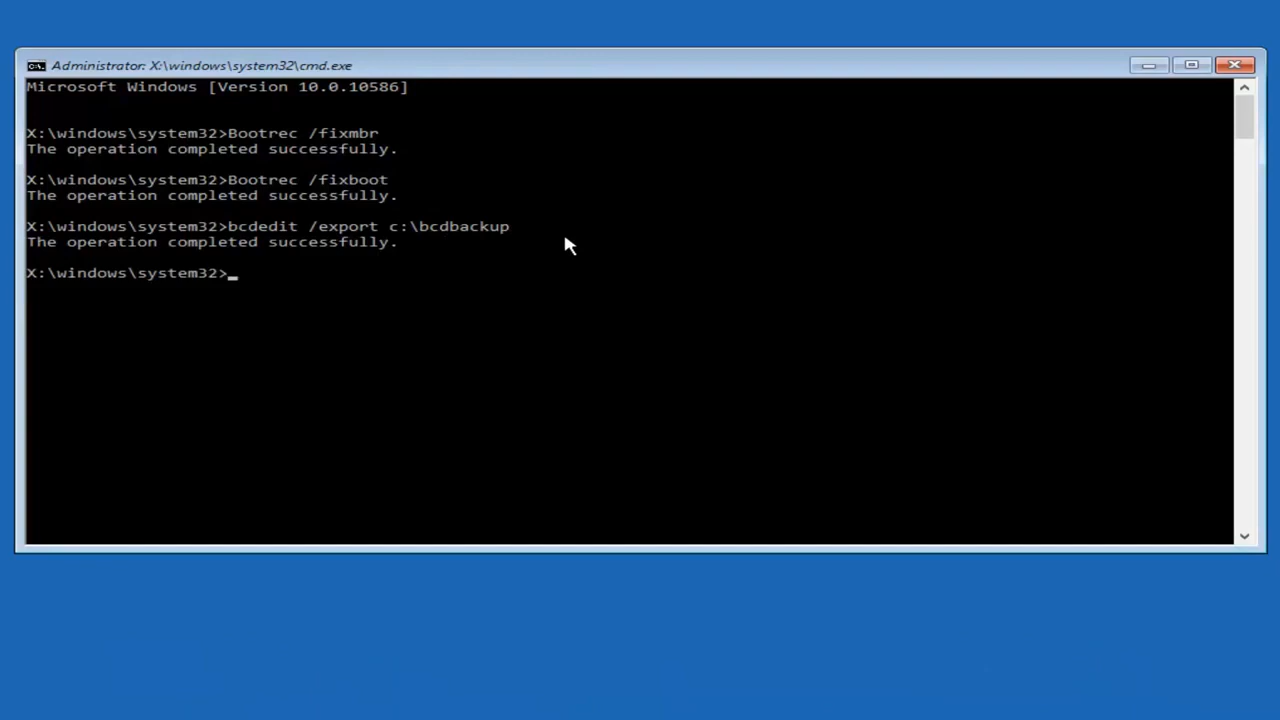 Administrator: X:\windows\system32\cmd.exe
Microsoft Windows [Version 10.0.10586]
X:\windows\system32>Bootrec /fixmbr
The operation completed successfully.
X:\windows\system32>Bootrec /fixboot
The operation completed successfully.
X:\windows\system32>bcdedit /export c:\bcdbackup
The operation completed successfully.
X:\windows\system32>